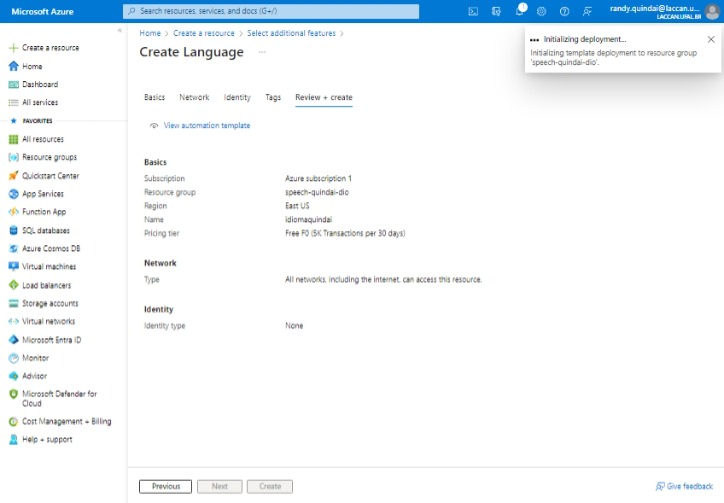 Microsoft Azure
Search resources, services, and docs (G+/)
1
randy.quindai@laccan.u...
LACCAN.UFAL.BR
Create a resource
Home
Dashboard
All services
FAVORITES
All resources
Resource groups
Quickstart Center
App Services
Function App
SQL databases
Azure Cosmos DB
Virtual machines
Load balancers
Storage accounts
Virtual networks
Microsoft Entra ID
Monitor
Advisor
Microsoft Defender for
Cloud
Cost Management + Billing
Help + support
Home > Create a resource > Select additional features >
Create Language ...
Initializing deployment...
Initializing template deployment to resource group
'speech-quindai-dio'.
Basics Network Identity Tags Review + create
View automation template
Basics
Subscription Azure subscription 1
Resource group speech-quindai-dio
Region East US
Name idiomaquindai
Pricing tier Free F0 (5K Transactions per 30 days)
Network
Type All networks, including the internet, can access this resource.
Identity
Identity type None
Previous Next Create
Give feedback